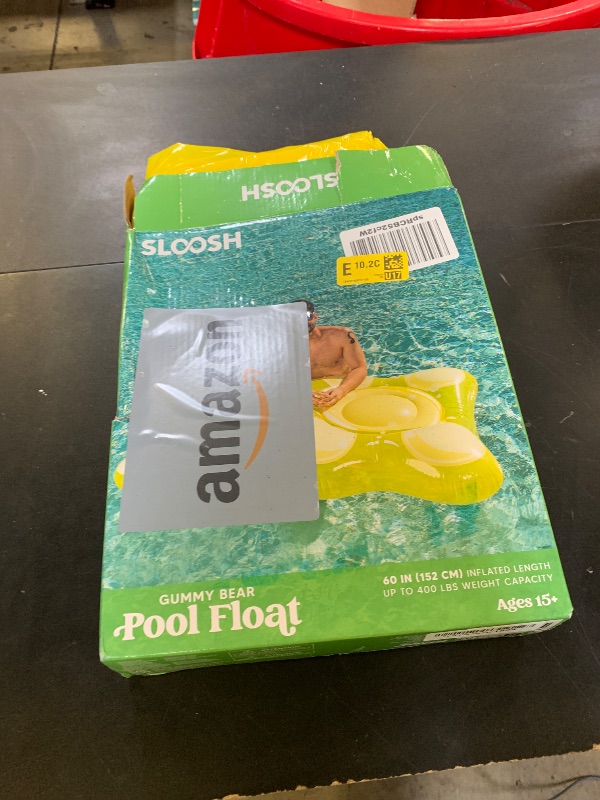 SLOOSH
SLOOSH
spRCB52cf2W
E 10.2C
U17
amazon
GUMMY BEAR
Pool Float
60 IN (152 CM) INFLATED LENGTH
UP TO 400 LBS WEIGHT CAPACITY
Ages 15+